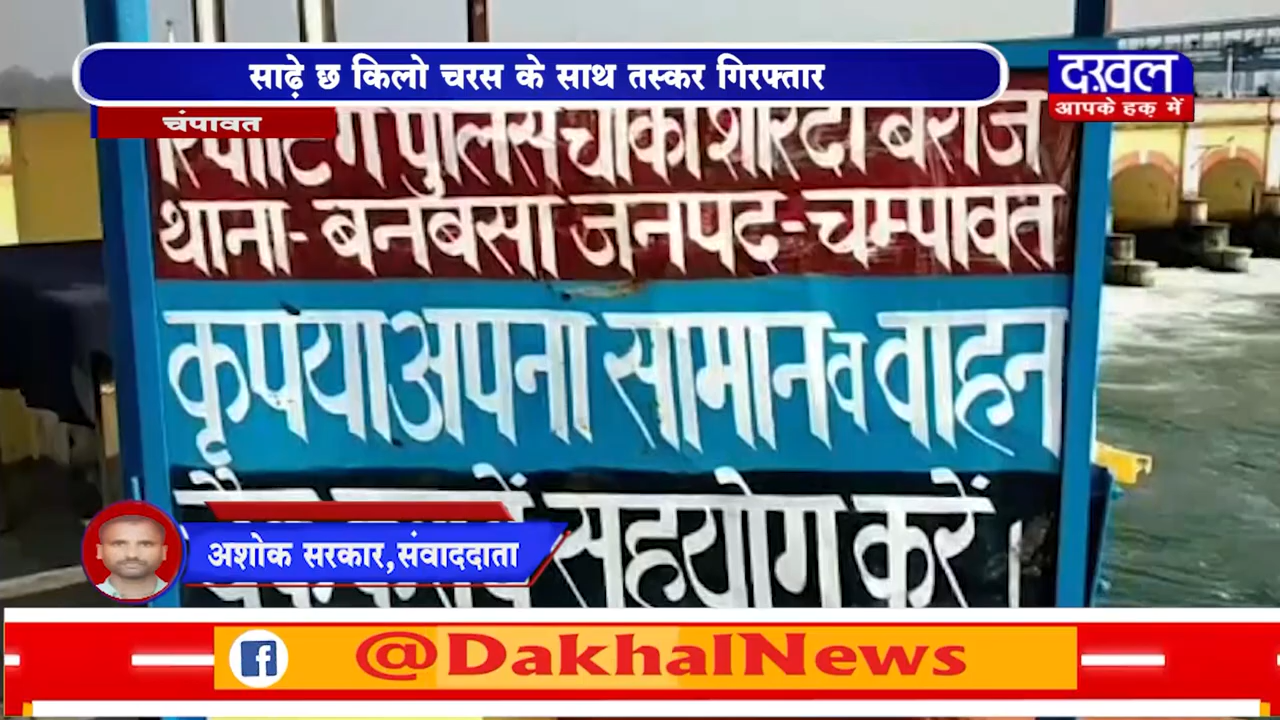 साढ़े छ किलो चरस के साथ तस्कर गिरफ्तार
दख़ल
आपके हक़ में
चंपावत
रिपोर्टिंग पुलिस चौकी शारदा बैराज
थाना- बनबसा जनपद-चम्पावत
कृपया अपना सामान व वाहन
सहयोग करें।
अशोक सरकार,संवाददाता
@DakhalNews